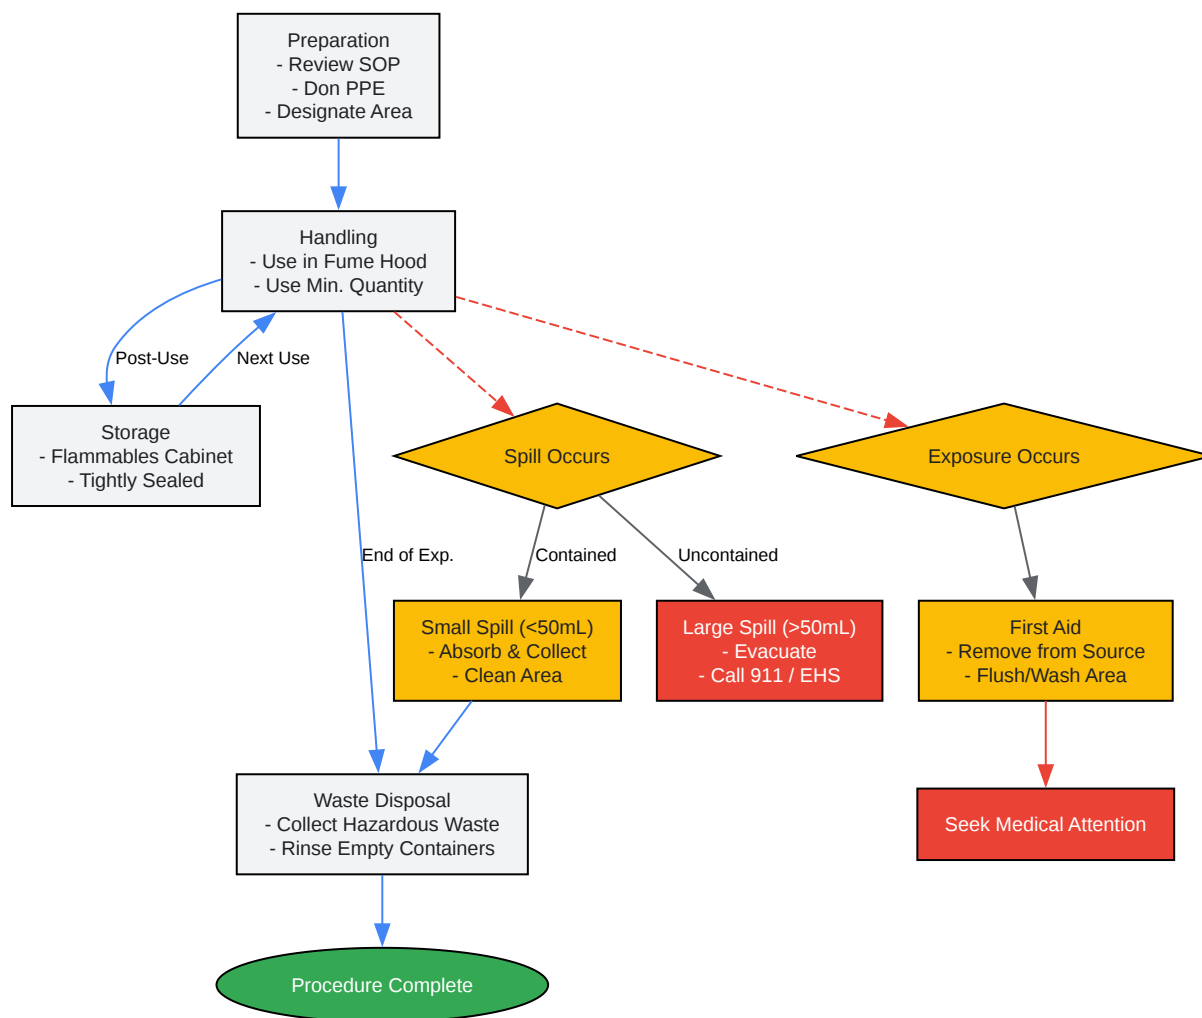 Preparation
- Review SOP
- Don PPE
- Designate Area
Handling
- Use in Fume Hood
- Use Min. Quantity
Post-Use
Next Use
Storage
- Flammables Cabinet
- Tightly Sealed
Spill Occurs
Exposure Occurs
End of Exp.
Contained
Uncontained
Small Spill (<50mL)
- Absorb & Collect
- Clean Area
Large Spill (>50mL)
- Evacuate
- Call 911 / EHS
First Aid
- Remove from Source
- Flush/Wash Area
Waste Disposal
- Collect Hazardous Waste
- Rinse Empty Containers
Seek Medical Attention
Procedure Complete